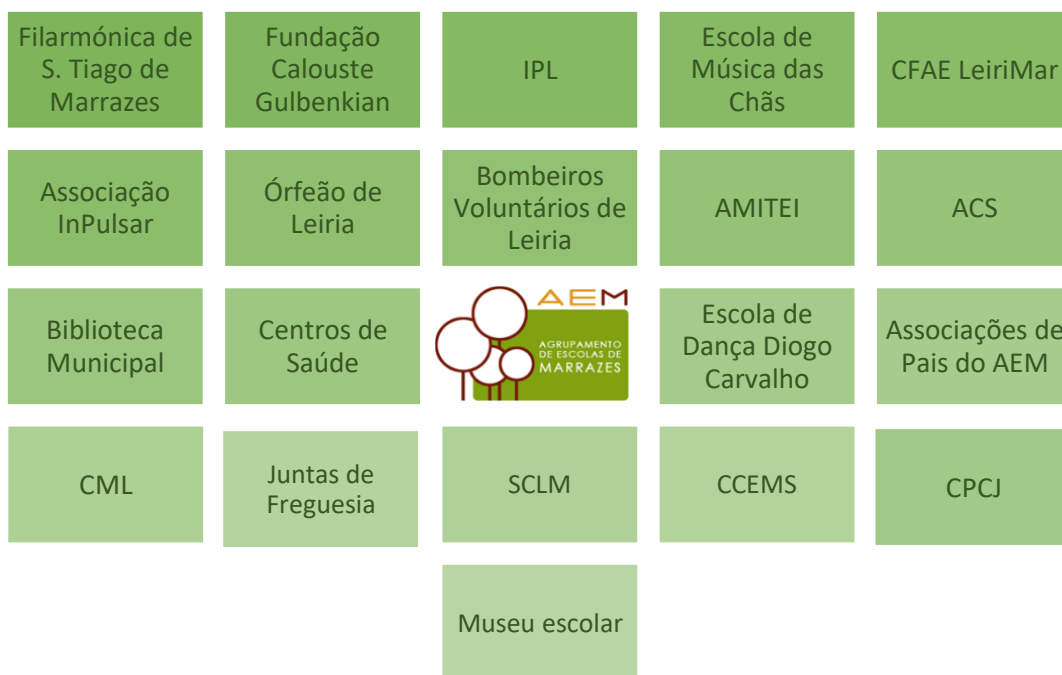 Filarmónica de
S. Tiago de
Marrazes
Fundação
Calouste
Gulbenkian
IPL
Escola de
Música das
Chãs
CFAE LeiriMar
Associação
InPulsar
Órfeão de
Leiria
Bombeiros
Voluntários de
Leiria
AMITEI
ACS
Biblioteca
Municipal
Centros de
Saúde
AEM
AGRUPAMENTO
DE ESCOLAS DE
MARRAZES
Escola de
Dança Diogo
Carvalho
Associações de
Pais do AEM
CML
Juntas de
Freguesia
SCLM
CCEMS
CPCJ
Museu escolar